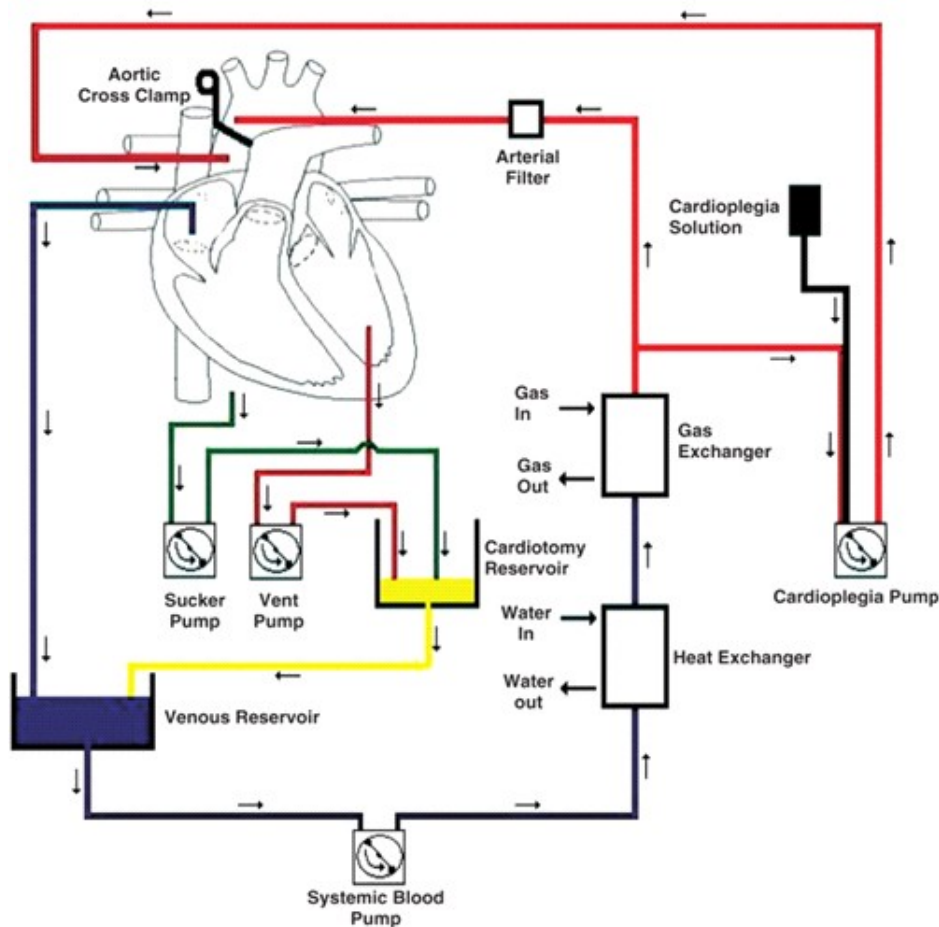 Aortic
Cross Clamp
Arterial
Filter
Cardioplegia
Solution
Gas
In
Gas
Exchanger
Gas
Out
Cardiotomy
Reservoir
Sucker
Pump
Vent
Pump
Cardioplegia Pump
Water
In
Heat Exchanger
Water
out
Venous Reservoir
Systemic Blood
Pump